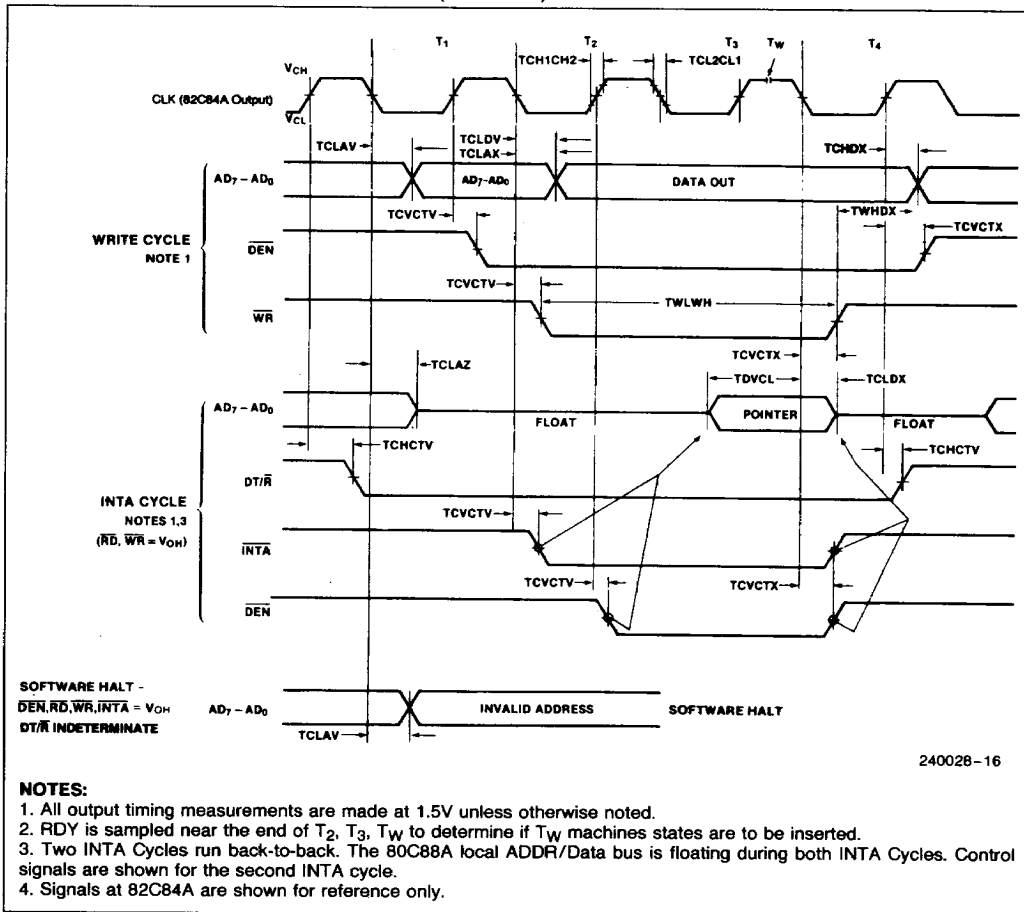 T1 T2 T3 TW T4
TCH1CH2 TCL2CL1
VCH
CLK (82C84A Output)
VCL
TCLAV TCLDV TCHDX
TCLAX
AD7–AD0 AD7–AD0 DATA OUT
TWHDX
TCVCTV TCVCTX
WRITE CYCLE
NOTE 1
DEN
TCVCTV
TWLWH
WR
TCVCTX
TCLAZ
TDVCL TCLDX
AD7–AD0 FLOAT POINTER FLOAT
TCHCTV TCHCTV
DT/R
INTA CYCLE
NOTES 1,3
(RD, WR = VOH)
TCVCTV
INTA
TCVCTV TCVCTX
DEN
SOFTWARE HALT –
DEN,RD,WR,INTA = VOH
DT/R INDETERMINATE
AD7–AD0 INVALID ADDRESS SOFTWARE HALT
TCLAV
240028–16
NOTES:
1. All output timing measurements are made at 1.5V unless otherwise noted.
2. RDY is sampled near the end of T2, T3, TW to determine if TW machines states are to be inserted.
3. Two INTA Cycles run back-to-back. The 80C88A local ADDR/Data bus is floating during both INTA Cycles. Control
signals are shown for the second INTA cycle.
4. Signals at 82C84A are shown for reference only.